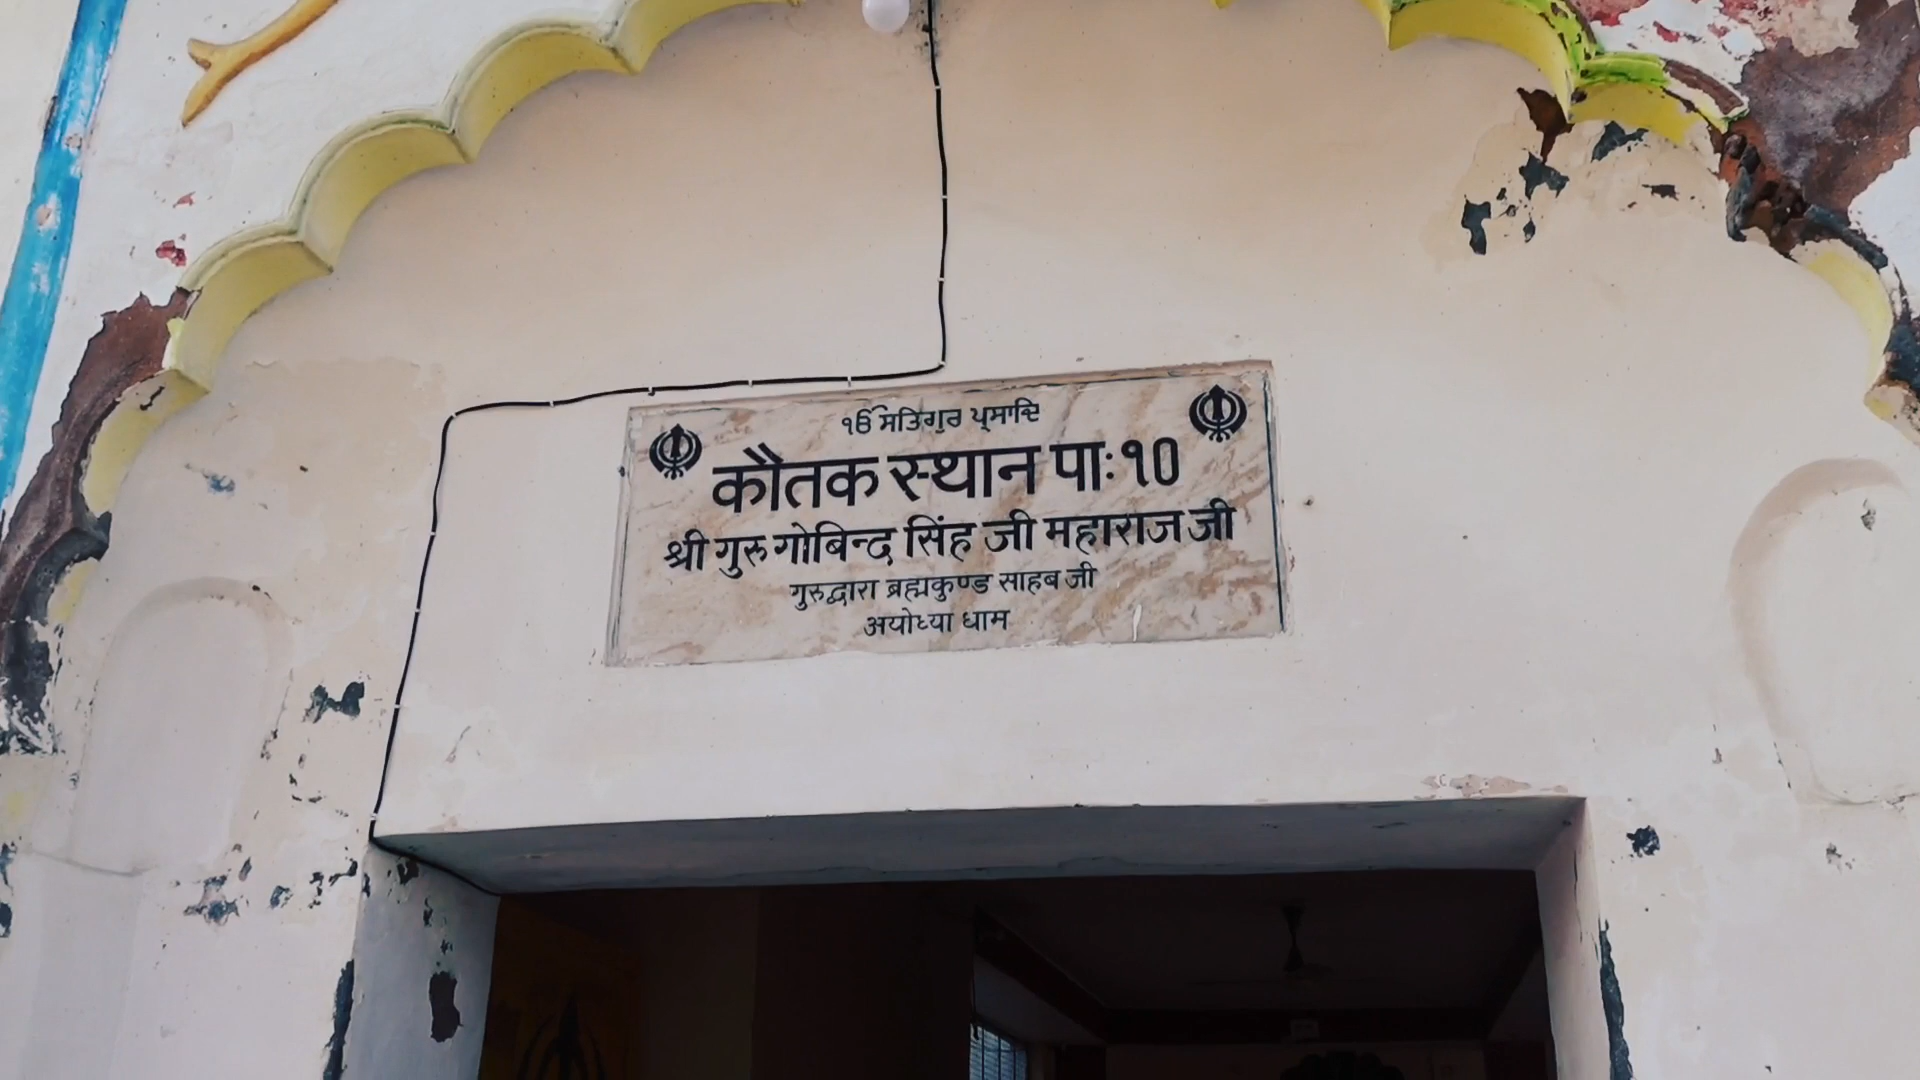 ੴ ਸਤਿਗੁਰ ਪ੍ਰਸਾਦਿ
कौतक स्थान पाः१०
श्री गुरु गोबिन्द सिंह जी महाराज जी
गुरुद्वारा ब्रह्मकुण्ड साहब जी
अयोध्या धाम